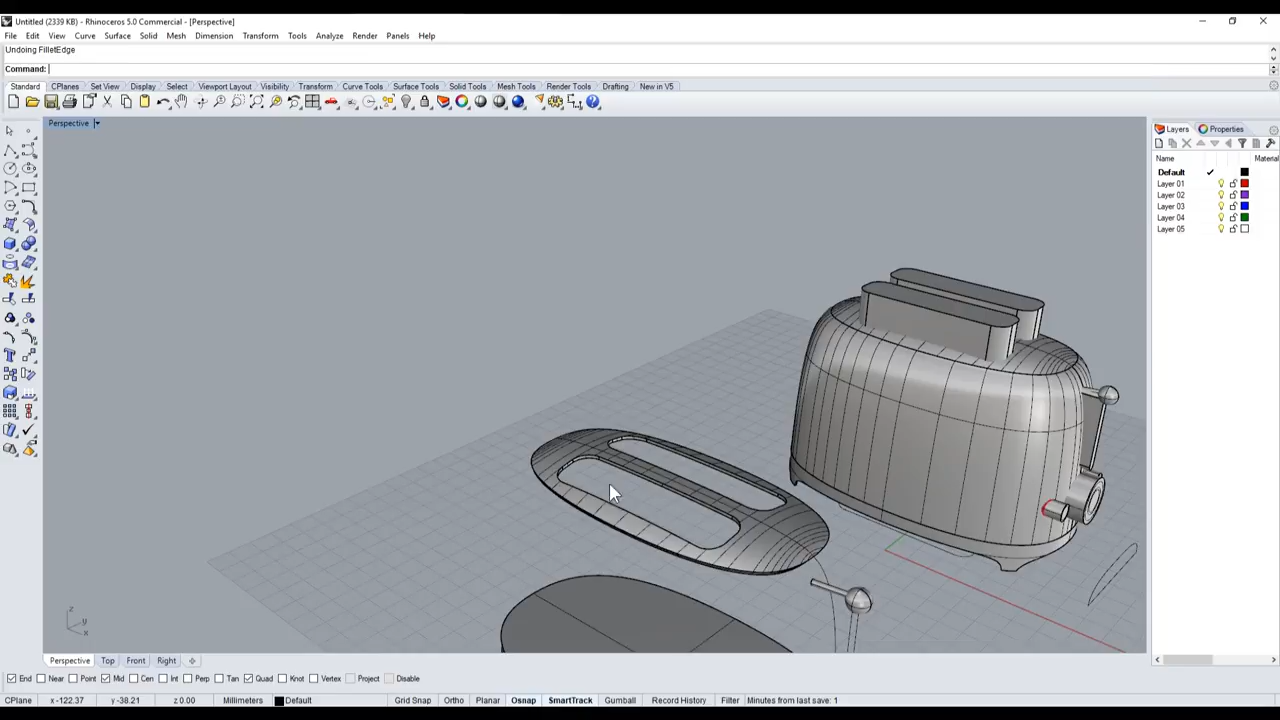 Untitled (2339 KB) - Rhinoceros 5.0 Commercial - [Perspective]
File Edit View Curve Surface Solid Mesh Dimension Transform Tools Analyze Render Panels Help
Undoing FilletEdge
Command:
Standard CPlanes Set View Display Select Viewport Layout Visibility Transform Curve Tools Surface Tools Solid Tools Mesh Tools Render Tools Drafting New in V5
Perspective
Layers Properties
Name Material
Default
Layer 01
Layer 02
Layer 03
Layer 04
Layer 05
z
y
x
Perspective Top Front Right
End Near Point Mid Cen Int Perp Tan Quad Knot Vertex Project Disable
CPlane x -122.37 y -38.21 z 0.00 Millimeters Default Grid Snap Ortho Planar Osnap SmartTrack Gumball Record History Filter Minutes from last save: 1